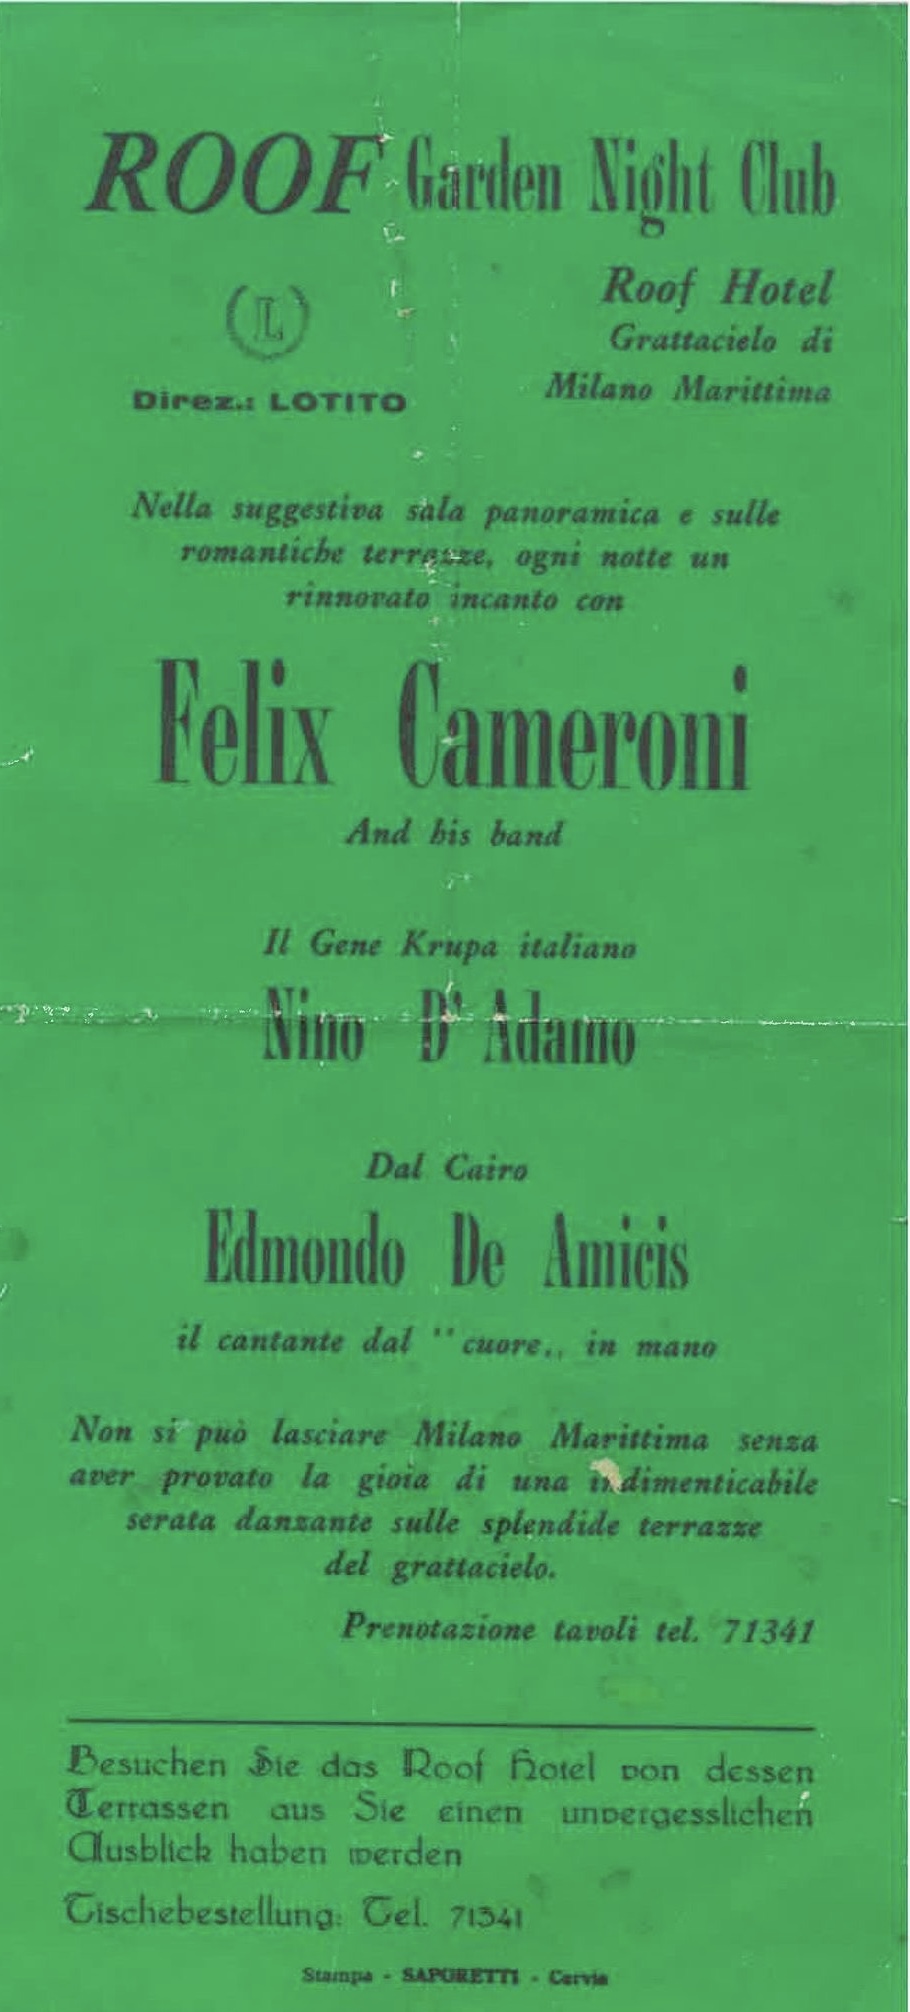 ROOF Garden Night Club
Roof Hotel
Grattacielo di
Milano Marittima
L
Direz.: LOTITO
Nella suggestiva sala panoramica e sulle
romantiche terrazze, ogni notte un
rinnovato incanto con
Felix Cameroni
And his band
Il Gene Krupa italiano
Nino D'Adamo
Dal Cairo
Edmondo De Amicis
il cantante dal "cuore,, in mano
Non si può lasciare Milano Marittima senza
aver provato la gioia di una indimenticabile
serata danzante sulle splendide terrazze
del grattacielo.
Prenotazione tavoli tel. 71341
Besuchen Sie das Roof Hotel von dessen
Terrassen aus Sie einen unvergesslichen
Ausblick haben werden
Tischebestellung: Tel. 71341
Stampa - SAPORETTI - Cervia